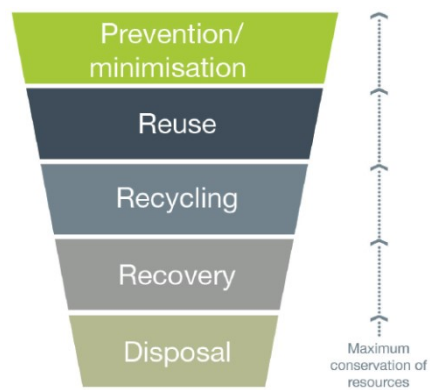 Prevention/
minimisation
Reuse
Recycling
Recovery
Disposal
Maximum
conservation of
resources